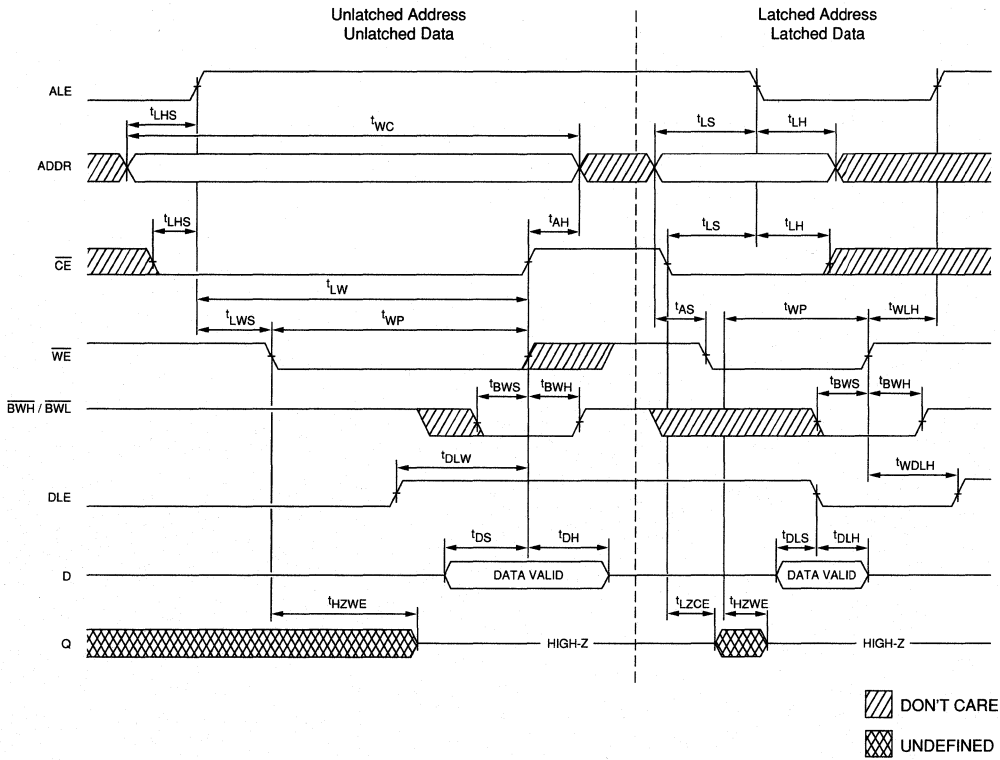 Unlatched Address
Unlatched Data
Latched Address
Latched Data
ALE
tLHS
tWC
tLS
tLH
ADDR
tLHS
tAH
tLS
tLH
CE
tLW
tLWS
tWP
tAS
tWP
tWLH
WE
tBWS
tBWH
tBWS
tBWH
BWH / BWL
tDLW
tWDLH
DLE
tDS
tDH
tDLS
tDLH
D
DATA VALID
DATA VALID
tHZWE
tLZCE
tHZWE
Q
HIGH-Z
HIGH-Z
DON'T CARE
UNDEFINED